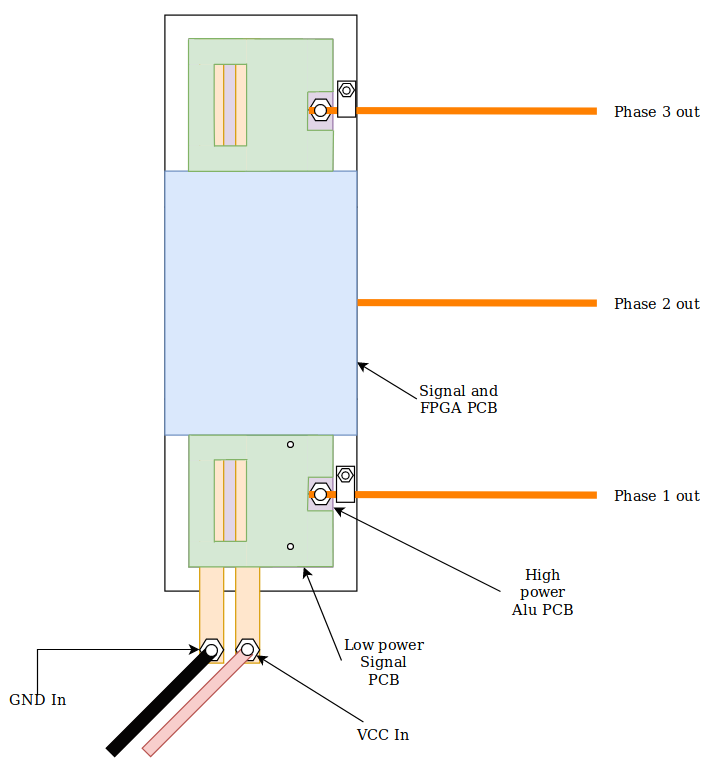 Phase 3 out
Phase 2 out
Signal and
FPGA PCB
Phase 1 out
High
power
Alu PCB
Low power
Signal
PCB
GND In
VCC In